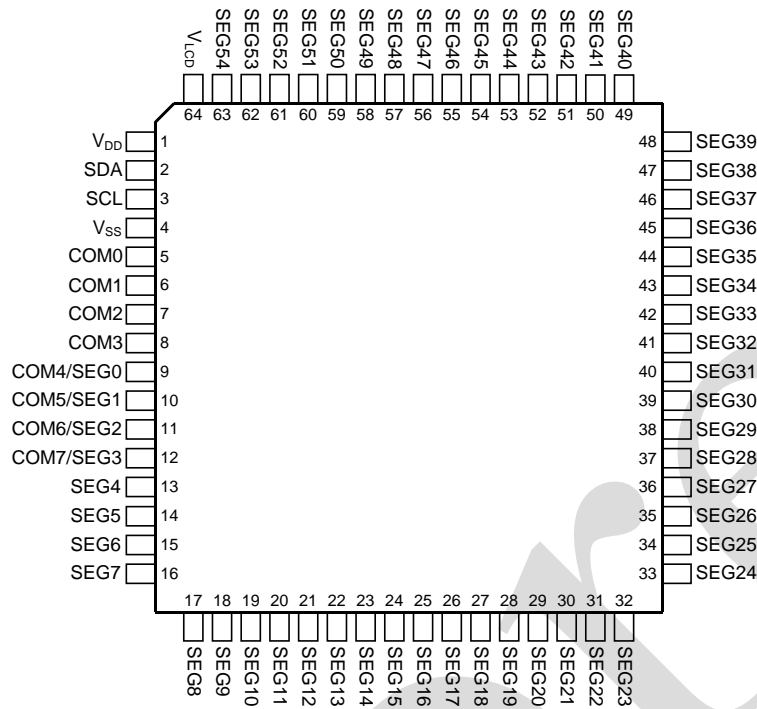 VLCD SEG54 SEG53 SEG52 SEG51 SEG50 SEG49 SEG48 SEG47 SEG46 SEG45 SEG44 SEG43 SEG42 SEG41 SEG40
64 63 62 61 60 59 58 57 56 55 54 53 52 51 50 49
VDD 1 48 SEG39
SDA 2 47 SEG38
SCL 3 46 SEG37
VSS 4 45 SEG36
COM0 5 44 SEG35
COM1 6 43 SEG34
COM2 7 42 SEG33
COM3 8 41 SEG32
COM4/SEG0 9 40 SEG31
COM5/SEG1 10 39 SEG30
COM6/SEG2 11 38 SEG29
COM7/SEG3 12 37 SEG28
SEG4 13 36 SEG27
SEG5 14 35 SEG26
SEG6 15 34 SEG25
SEG7 16 33 SEG24
17 18 19 20 21 22 23 24 25 26 27 28 29 30 31 32
SEG8 SEG9 SEG10 SEG11 SEG12 SEG13 SEG14 SEG15 SEG16 SEG17 SEG18 SEG19 SEG20 SEG21 SEG22 SEG23